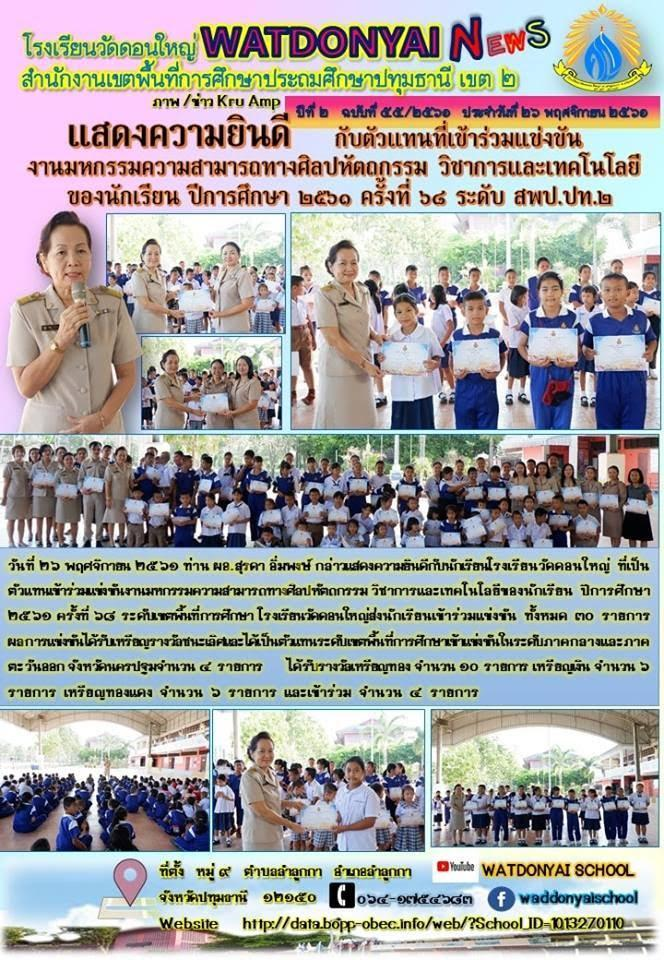 โรงเรียนวัดดอนใหญ่ WATDONYAI NEWS
สำนักงานเขตพื้นที่การศึกษาประถมศึกษาปทุมธานี เขต ๒
ภาพ /ข่าว Kru Amp
ปีที่ ๒ ฉบับที่ ๕๕/๒๕๖๑ ประจำวันที่ ๒๖ พฤศจิกายน ๒๕๖๑
แสดงความยินดี กับตัวแทนที่เข้าร่วมแข่งขัน
งานมหกรรมความสามารถทางศิลปหัตถกรรม วิชาการและเทคโนโลยี
ของนักเรียน ปีการศึกษา ๒๕๖๑ ครั้งที่ ๖๘ ระดับ สพป.ปท.๒
วันที่ ๒๖ พฤศจิกายน ๒๕๖๑ ท่าน ผอ.สุรดา อิ่มพงษ์ กล่าวแสดงความยินดีกับนักเรียนโรงเรียนวัดดอนใหญ่ ที่เป็น
ตัวแทนเข้าร่วมแข่งขันงานมหกรรมความสามารถทางศิลปหัตถกรรม วิชาการและเทคโนโลยีของนักเรียน ปีการศึกษา
๒๕๖๑ ครั้งที่ ๖๘ ระดับเขตพื้นที่การศึกษา โรงเรียนวัดดอนใหญ่ส่งนักเรียนเข้าร่วมแข่งขัน ทั้งหมด ๓๐ รายการ
ผลการแข่งขันได้รับเหรียญรางวัลชนะเลิศและได้เป็นตัวแทนระดับเขตพื้นที่การศึกษาเข้าแข่งขันในระดับภาคกลางและภาค
ตะวันออก จังหวัดนครปฐมจำนวน ๔ รายการ ได้รับรางวัลเหรียญทอง จำนวน ๑๐ รายการ เหรียญเงิน จำนวน ๖
รายการ เหรียญทองแดง จำนวน ๖ รายการ และเข้าร่วม จำนวน ๔ รายการ
ที่ตั้ง หมู่ ๙ ตำบลลำลูกกา อำเภอลำลูกกา YouTube WATDONYAI SCHOOL
จังหวัดปทุมธานี ๑๒๑๕๐ ๐๖๔-๑๗๕๔๖๘๓ waddonyaischool
Website http://data.bopp-obec.info/web/?School_ID=1013270110